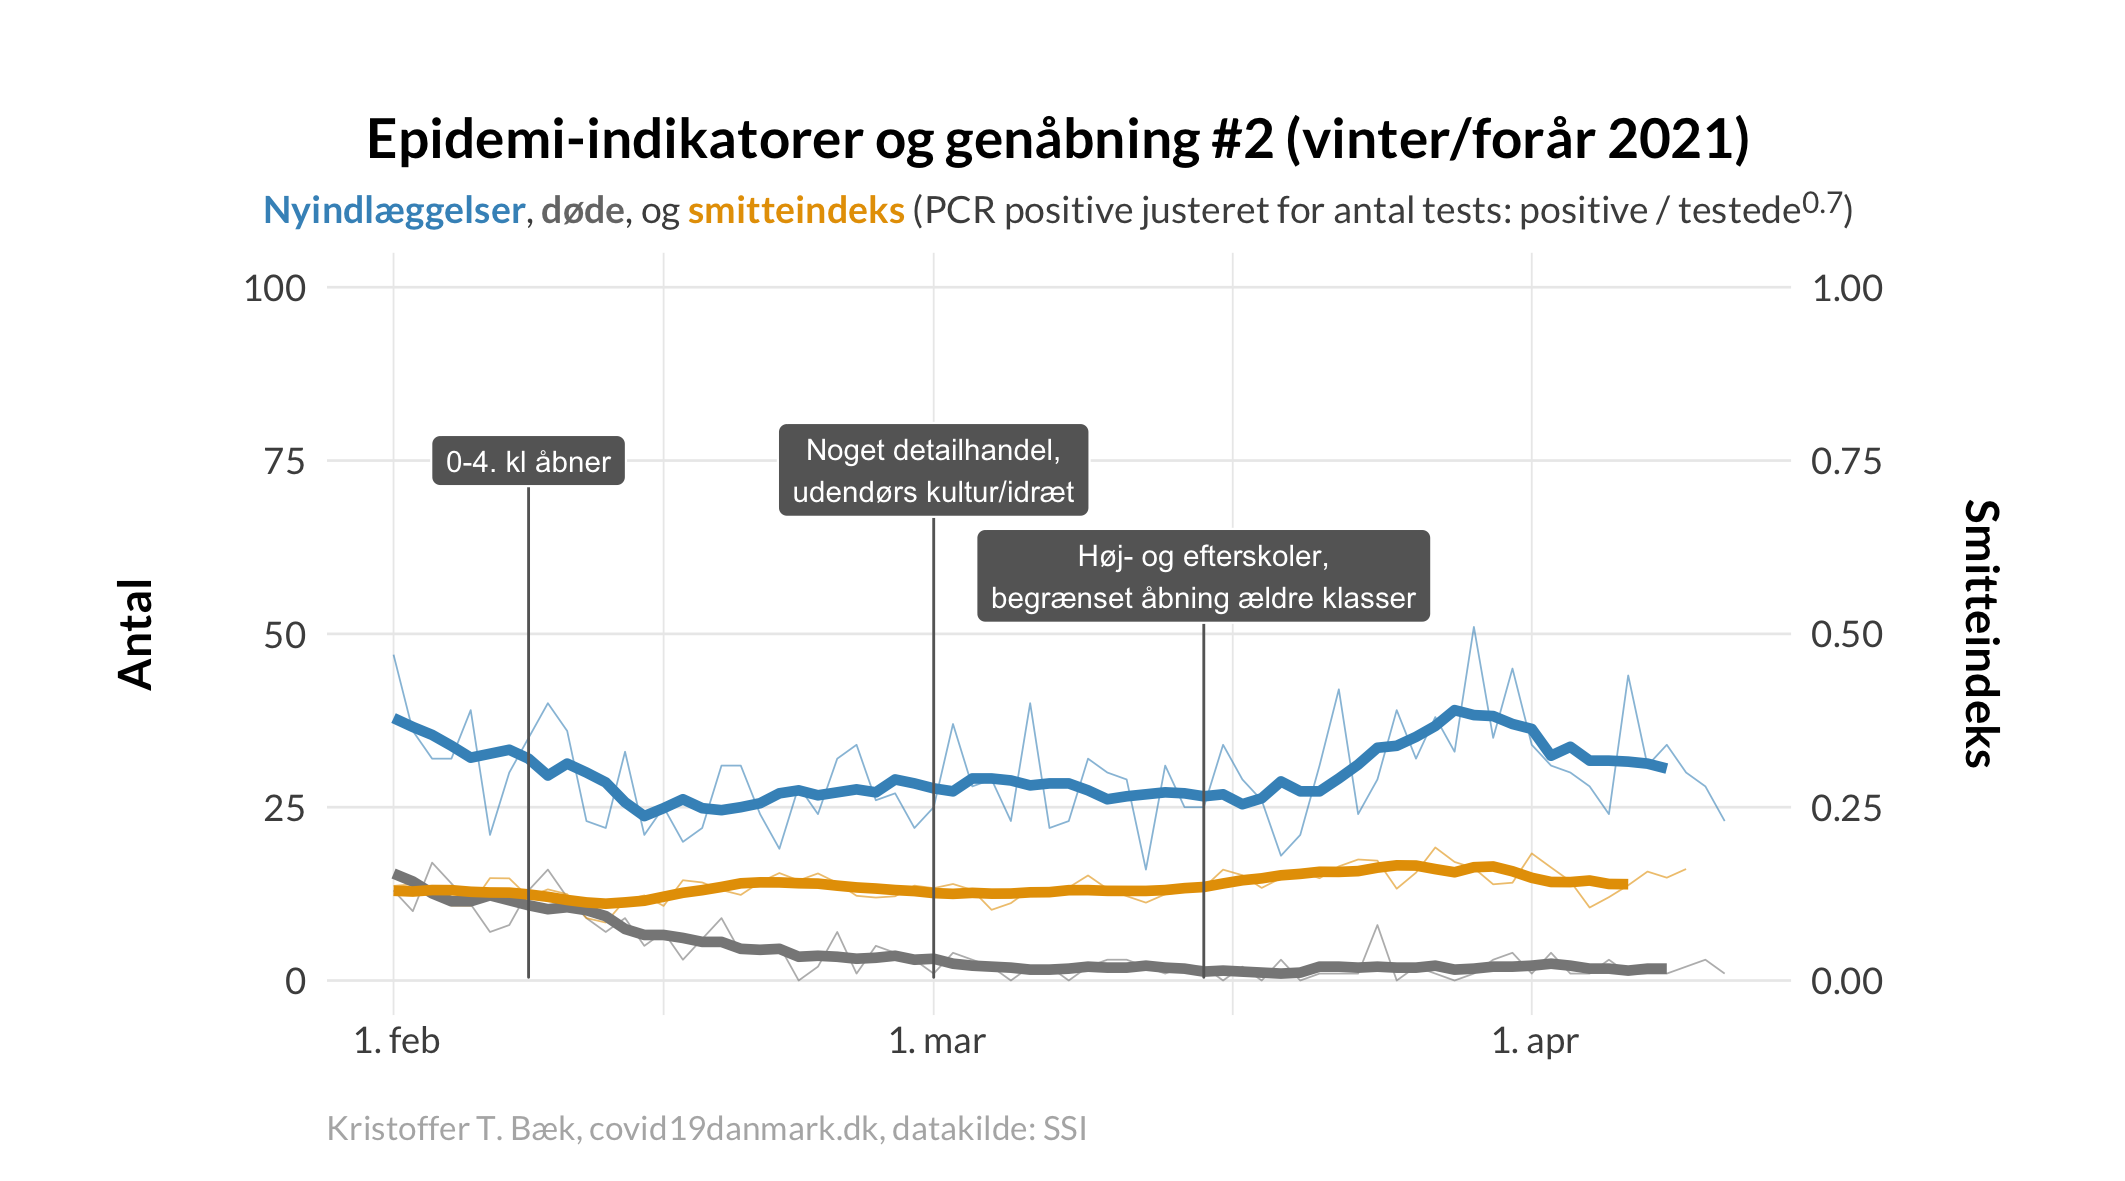 Epidemi-indikatorer og genåbning #2 (vinter/forår 2021)
Nyindlæggelser, døde, og smitteindeks (PCR positive justeret for antal tests: positive / testede^0.7)
100
75
50
25
0
Antal
0-4. kl åbner
Noget detailhandel,
udendørs kultur/idræt
Høj- og efterskoler,
begrænset åbning ældre klasser
1.00
0.75
0.50
0.25
0.00
Smitteindeks
1. feb
1. mar
1. apr
Kristoffer T. Bæk, covid19danmark.dk, datakilde: SSI